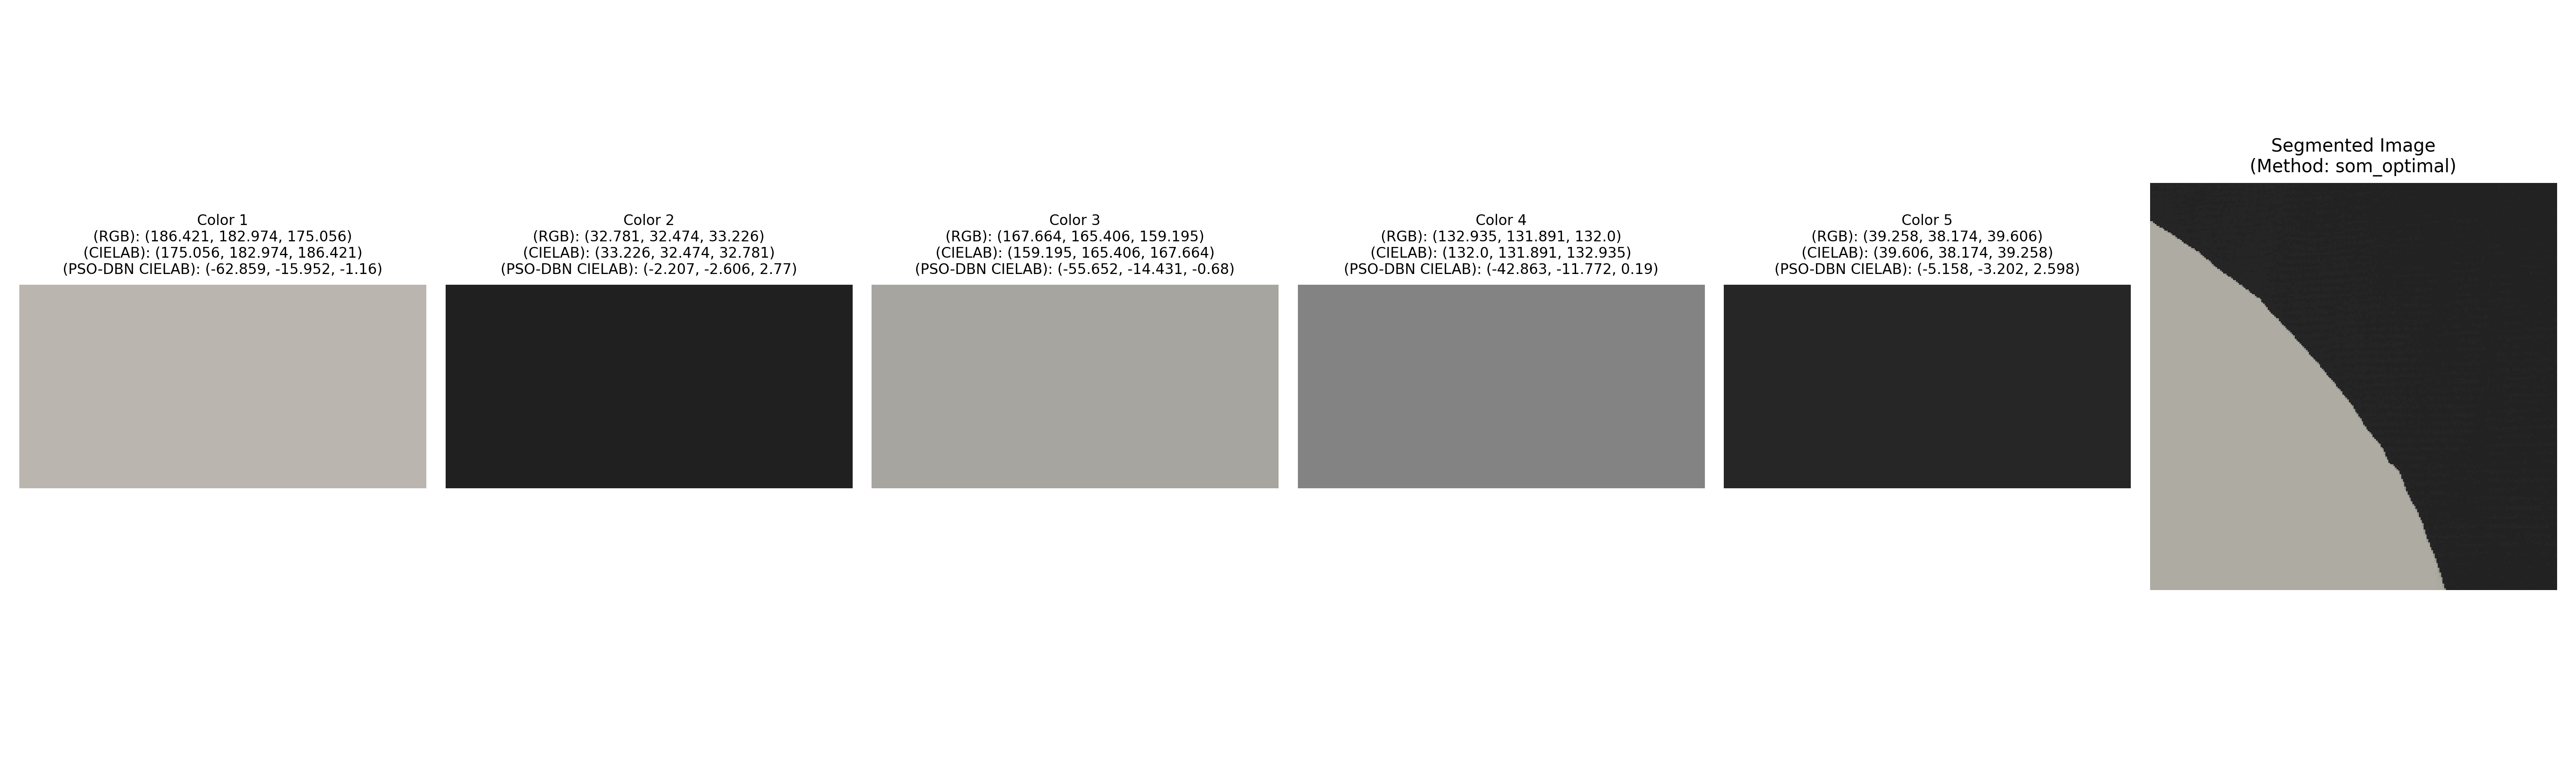 Color 1
(RGB): (186.421, 182.974, 175.056)
(CIELAB): (175.056, 182.974, 186.421)
(PSO-DBN CIELAB): (-62.859, -15.952, -1.16)
Color 2
(RGB): (32.781, 32.474, 33.226)
(CIELAB): (33.226, 32.474, 32.781)
(PSO-DBN CIELAB): (-2.207, -2.606, 2.77)
Color 3
(RGB): (167.664, 165.406, 159.195)
(CIELAB): (159.195, 165.406, 167.664)
(PSO-DBN CIELAB): (-55.652, -14.431, -0.68)
Color 4
(RGB): (132.935, 131.891, 132.0)
(CIELAB): (132.0, 131.891, 132.935)
(PSO-DBN CIELAB): (-42.863, -11.772, 0.19)
Color 5
(RGB): (39.258, 38.174, 39.606)
(CIELAB): (39.606, 38.174, 39.258)
(PSO-DBN CIELAB): (-5.158, -3.202, 2.598)
Segmented Image
(Method: som_optimal)